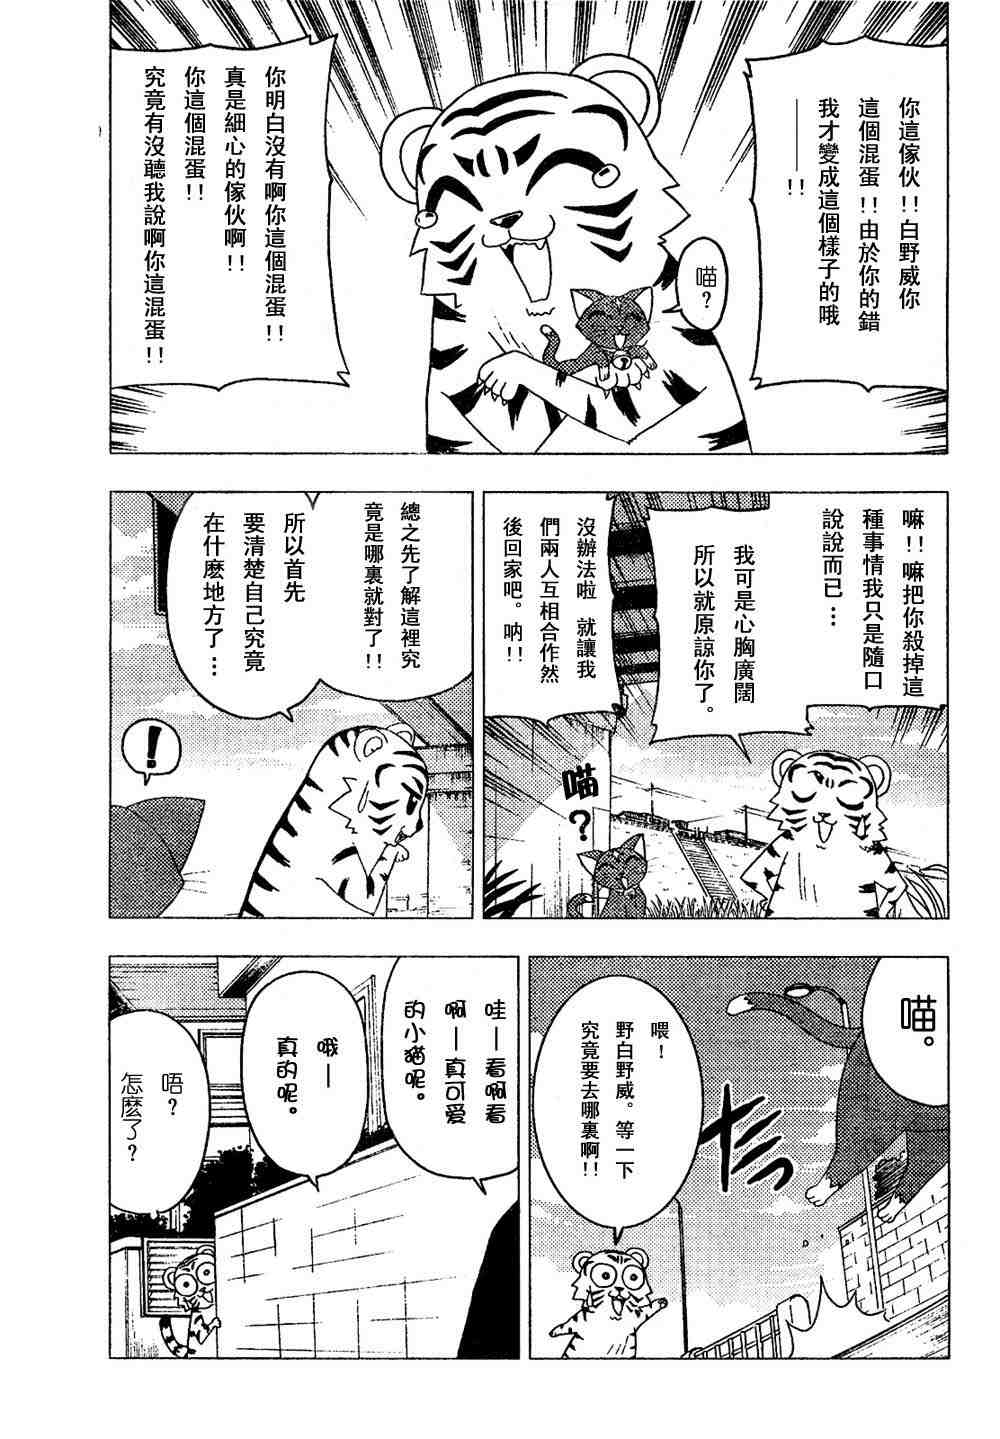 你這傢伙!!白野威你
這個混蛋!!由於你的錯
我才變成這個樣子的哦
——!!
喵?
你明白沒有啊你這個混蛋!!
真是細心的傢伙啊!!
你這個混蛋!!
究竟有沒聽我說啊你這混蛋!!
嘛!!嘛把你殺掉這
種事情我只是隨口
說說而已…
我可是心胸廣闊
所以就原諒你了。
沒辦法啦 就讓我
們兩人互相合作然
後回家吧。呐!!
喵?
總之先了解這裡究
竟是哪裏就對了!!
所以首先
要清楚自己究竟
在什麽地方了…
!
喵。
たっ
喂!
野白野威。等一下
究竟要去哪裏啊!!
哇—看啊看
啊—真可爱
的小猫呢。
哦—
真的呢。
唔?
怎麽了?